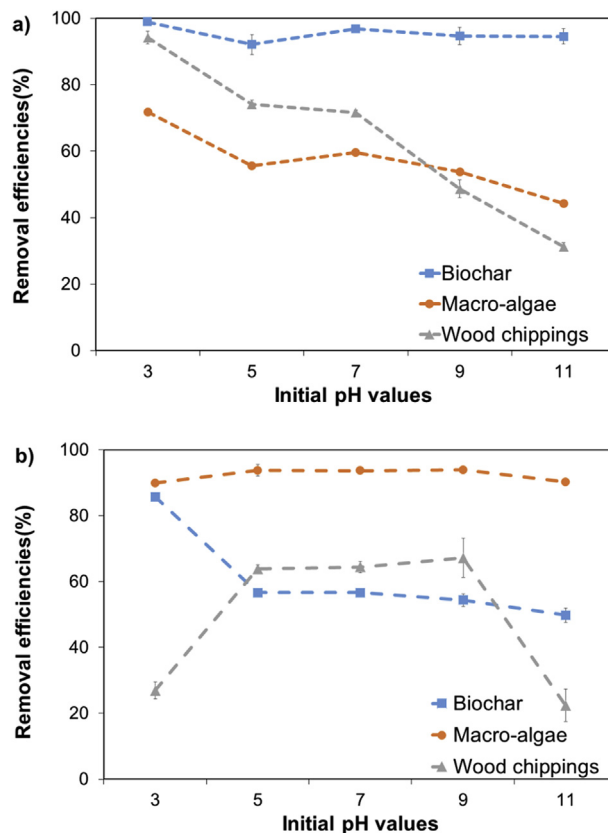 a)
Removal efficiencies(%)
100
80
60
40
20
0
Biochar
Macro-algae
Wood chippings
3 5 7 9 11
Initial pH values
b)
Removal efficiencies(%)
100
80
60
40
20
0
Biochar
Macro-algae
Wood chippings
3 5 7 9 11
Initial pH values